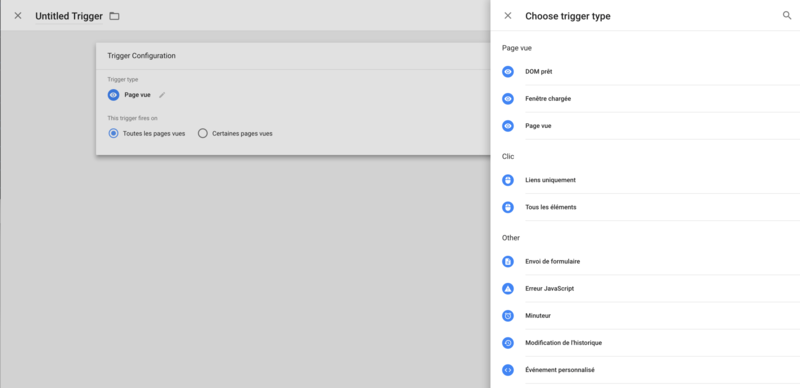 Untitled Trigger
Trigger Configuration
Trigger type
Page vue
This trigger fires on
Toutes les pages vues
Certaines pages vues
Choose trigger type
Page vue
DOM prêt
Fenêtre chargée
Page vue
Clic
Liens uniquement
Tous les éléments
Other
Envoi de formulaire
Erreur JavaScript
Minuteur
Modification de l'historique
Événement personnalisé